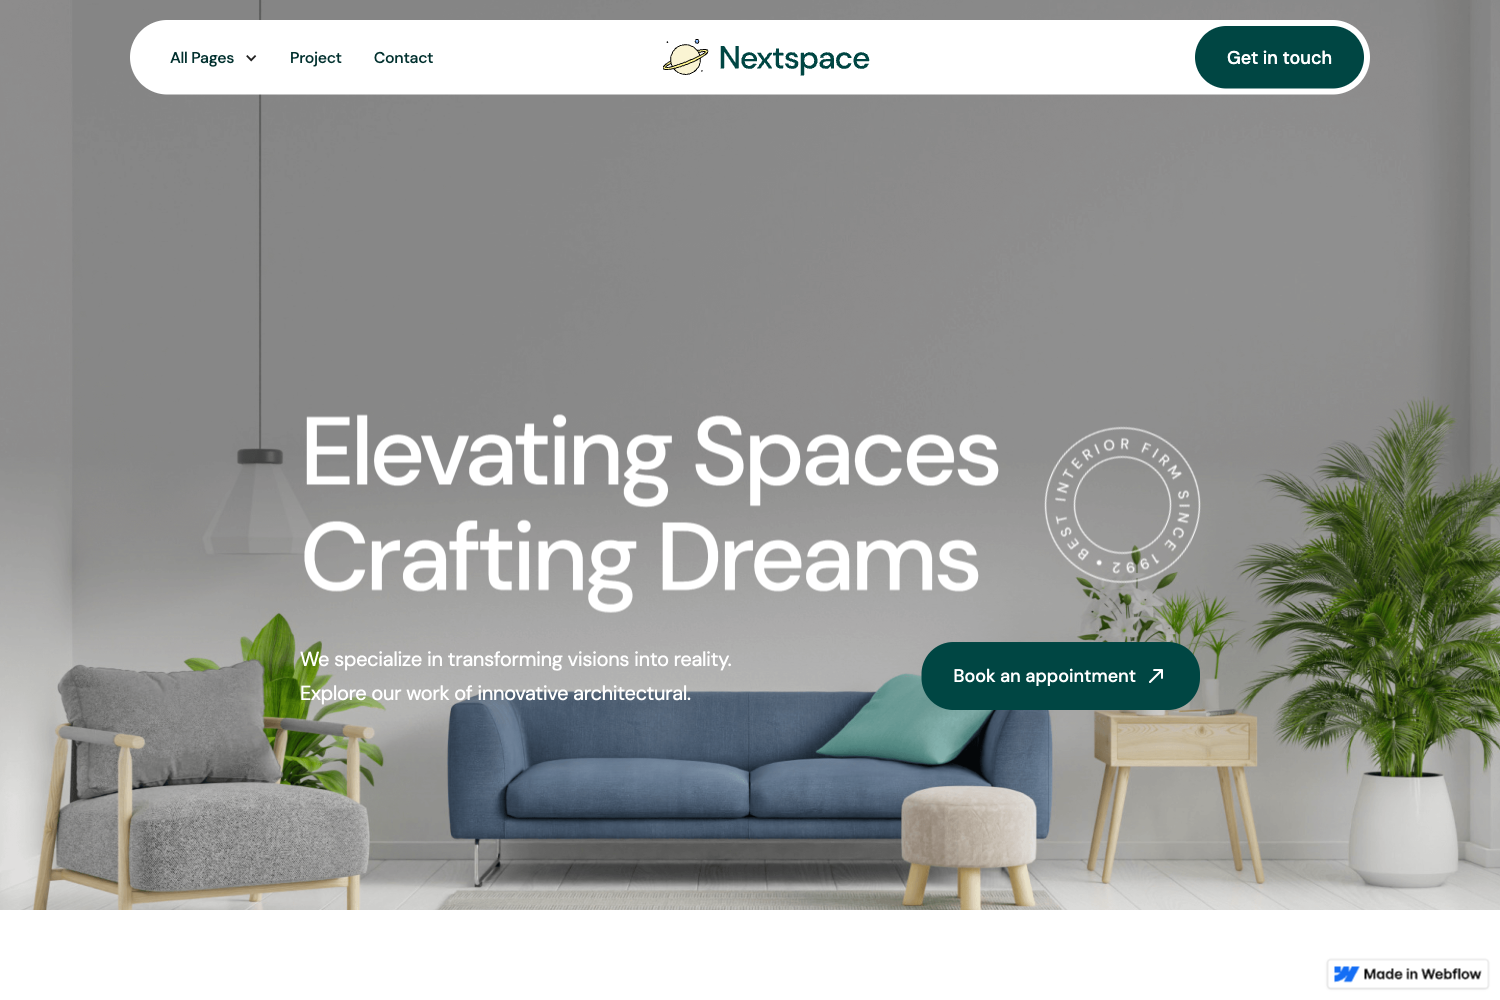 All Pages
Project
Contact
Nextspace
Get in touch
Elevating Spaces
Crafting Dreams
BEST INTERIOR FIRM SINCE 1992 •
We specialize in transforming visions into reality.
Explore our work of innovative architectural.
Book an appointment
Made in Webflow